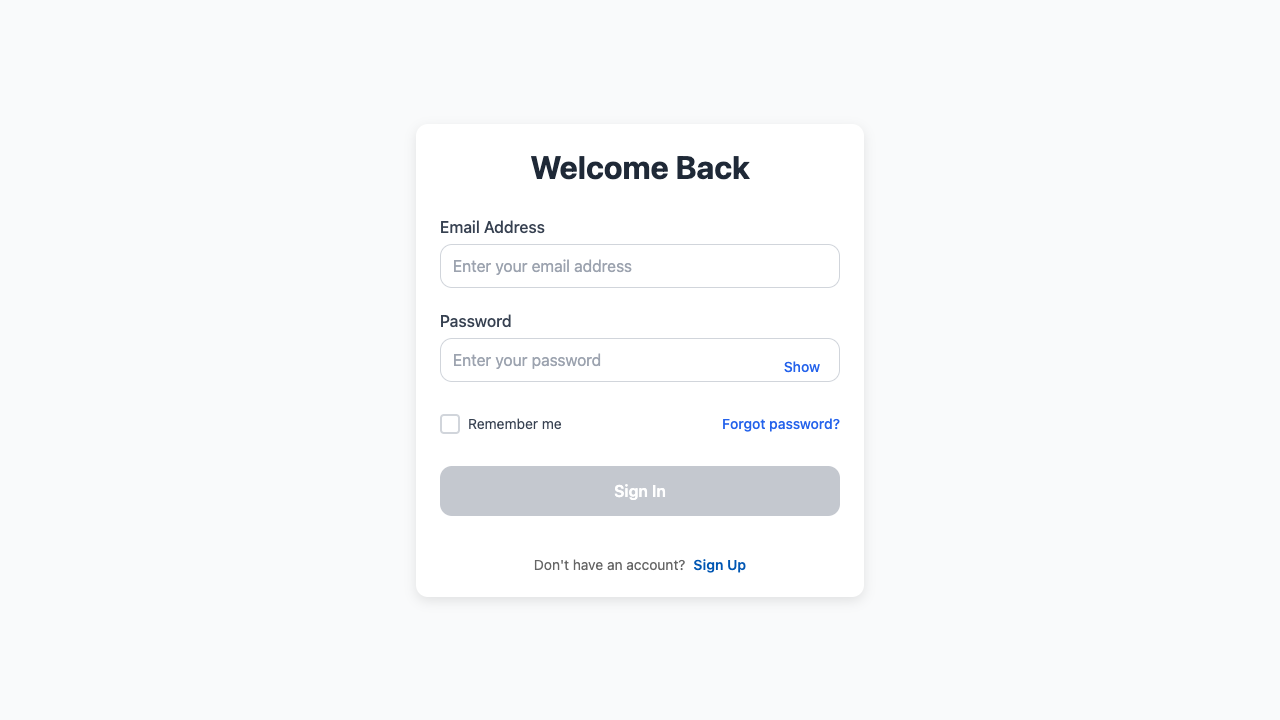 Welcome Back
Email Address
Enter your email address
Password
Enter your password
Show
Remember me
Forgot password?
Sign In
Don't have an account? Sign Up